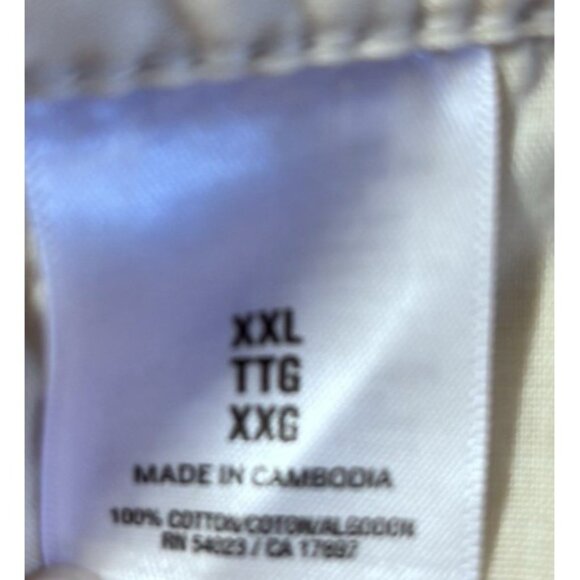 XXL
TTG
XXG
MADE IN CAMBODIA
100% COTTON/COTON/ALGODON
RN 54023 / CA 17897